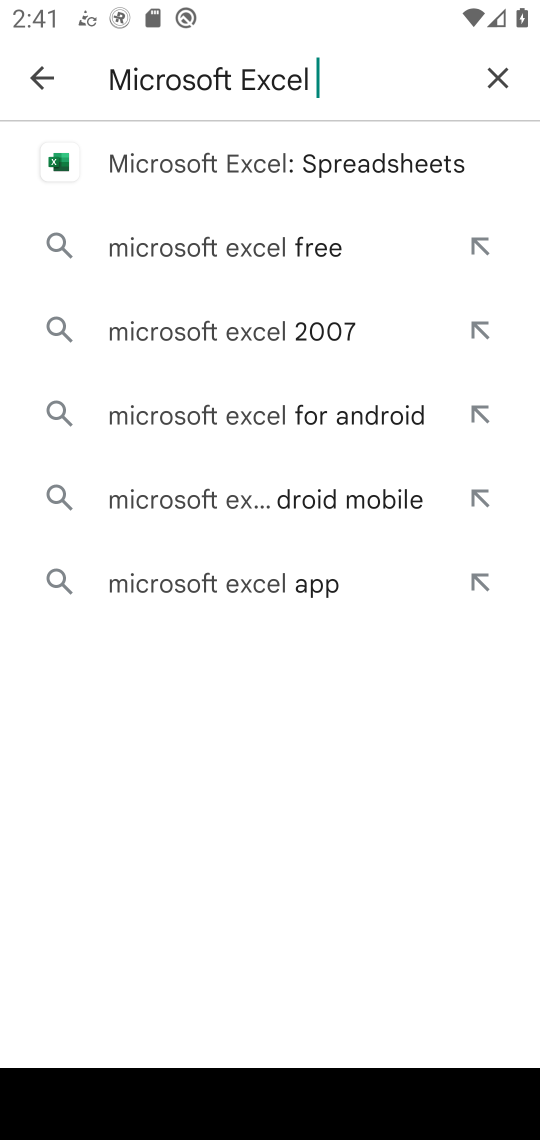 2:41
Microsoft Excel
Microsoft Excel: Spreadsheets
microsoft excel free
microsoft excel 2007
microsoft excel for android
microsoft ex... droid mobile
microsoft excel app